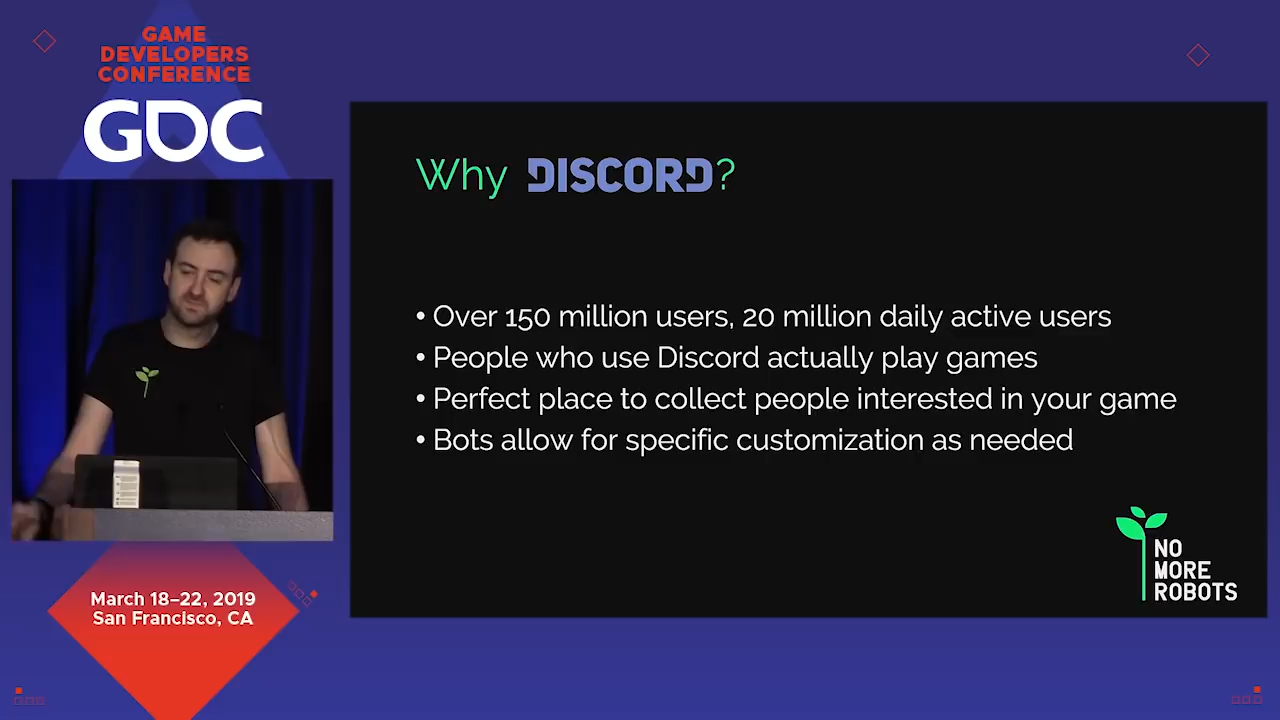 GAME
DEVELOPERS
CONFERENCE
GDC
Why DISCORD?
• Over 150 million users, 20 million daily active users
• People who use Discord actually play games
• Perfect place to collect people interested in your game
• Bots allow for specific customization as needed
NO
MORE
ROBOTS
March 18–22, 2019
San Francisco, CA